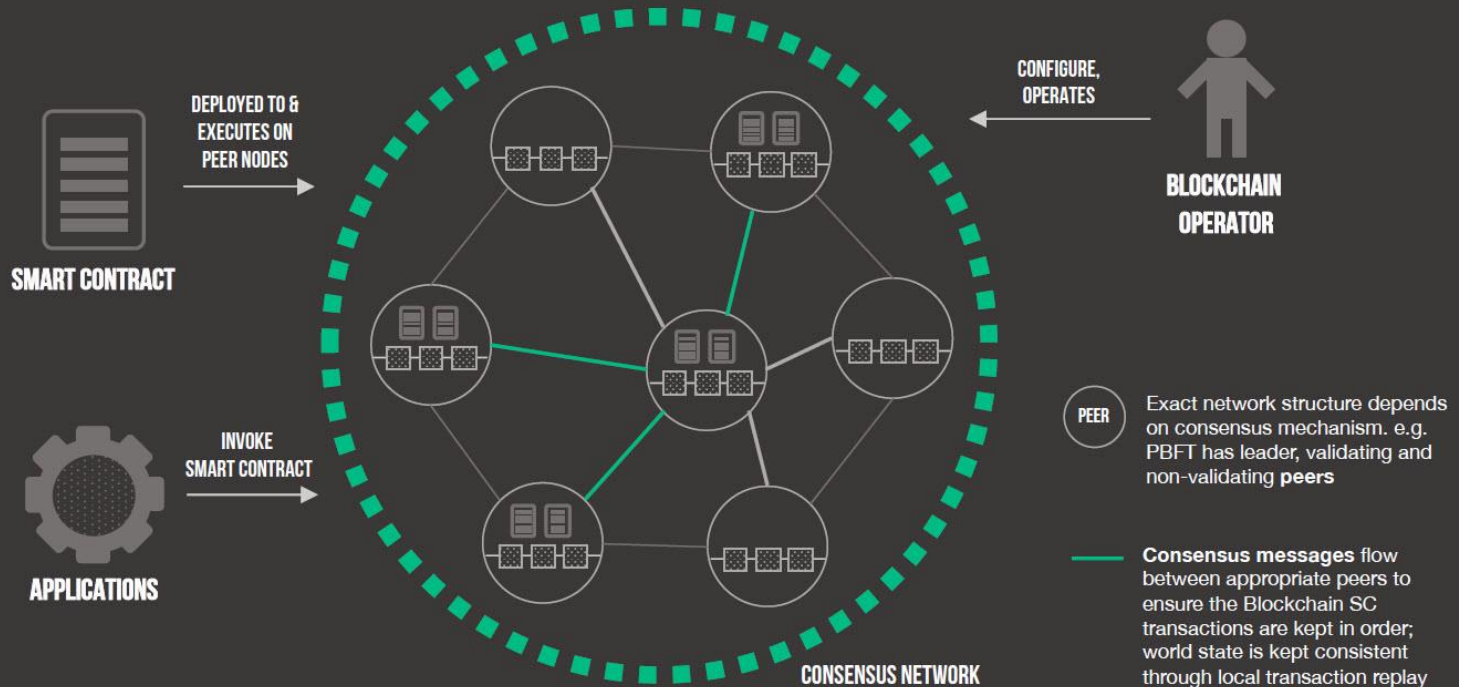 DEPLOYED TO &
EXECUTES ON
PEER NODES
SMART CONTRACT
INVOKE
SMART CONTRACT
APPLICATIONS
CONFIGURE,
OPERATES
BLOCKCHAIN
OPERATOR
PEER
Exact network structure depends
on consensus mechanism. e.g.
PBFT has leader, validating and
non-validating peers
Consensus messages flow
between appropriate peers to
ensure the Blockchain SC
transactions are kept in order;
world state is kept consistent
through local transaction replay
CONSENSUS NETWORK